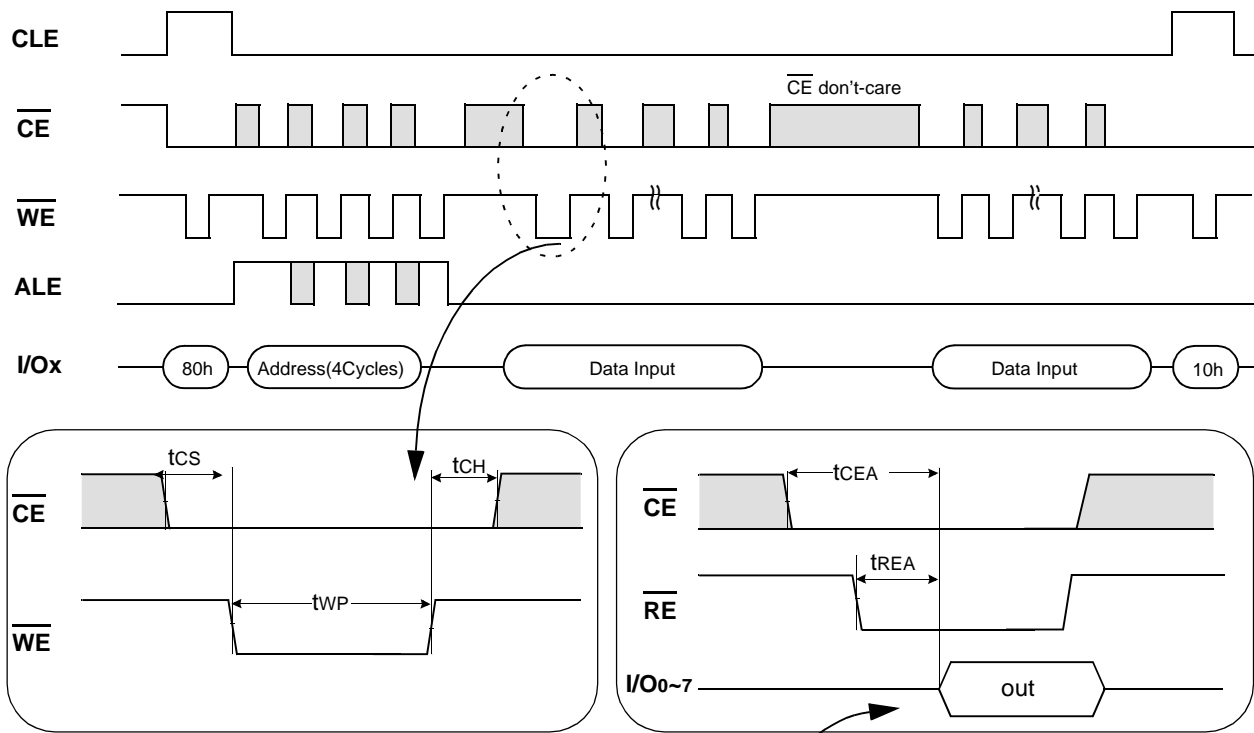 CLE
CE don't-care
CE
WE
ALE
I/Ox 80h Address(4Cycles) Data Input Data Input 10h
tCS tCH
CE
tWP
WE
tCEA
CE
tREA
RE
I/O0~7 out